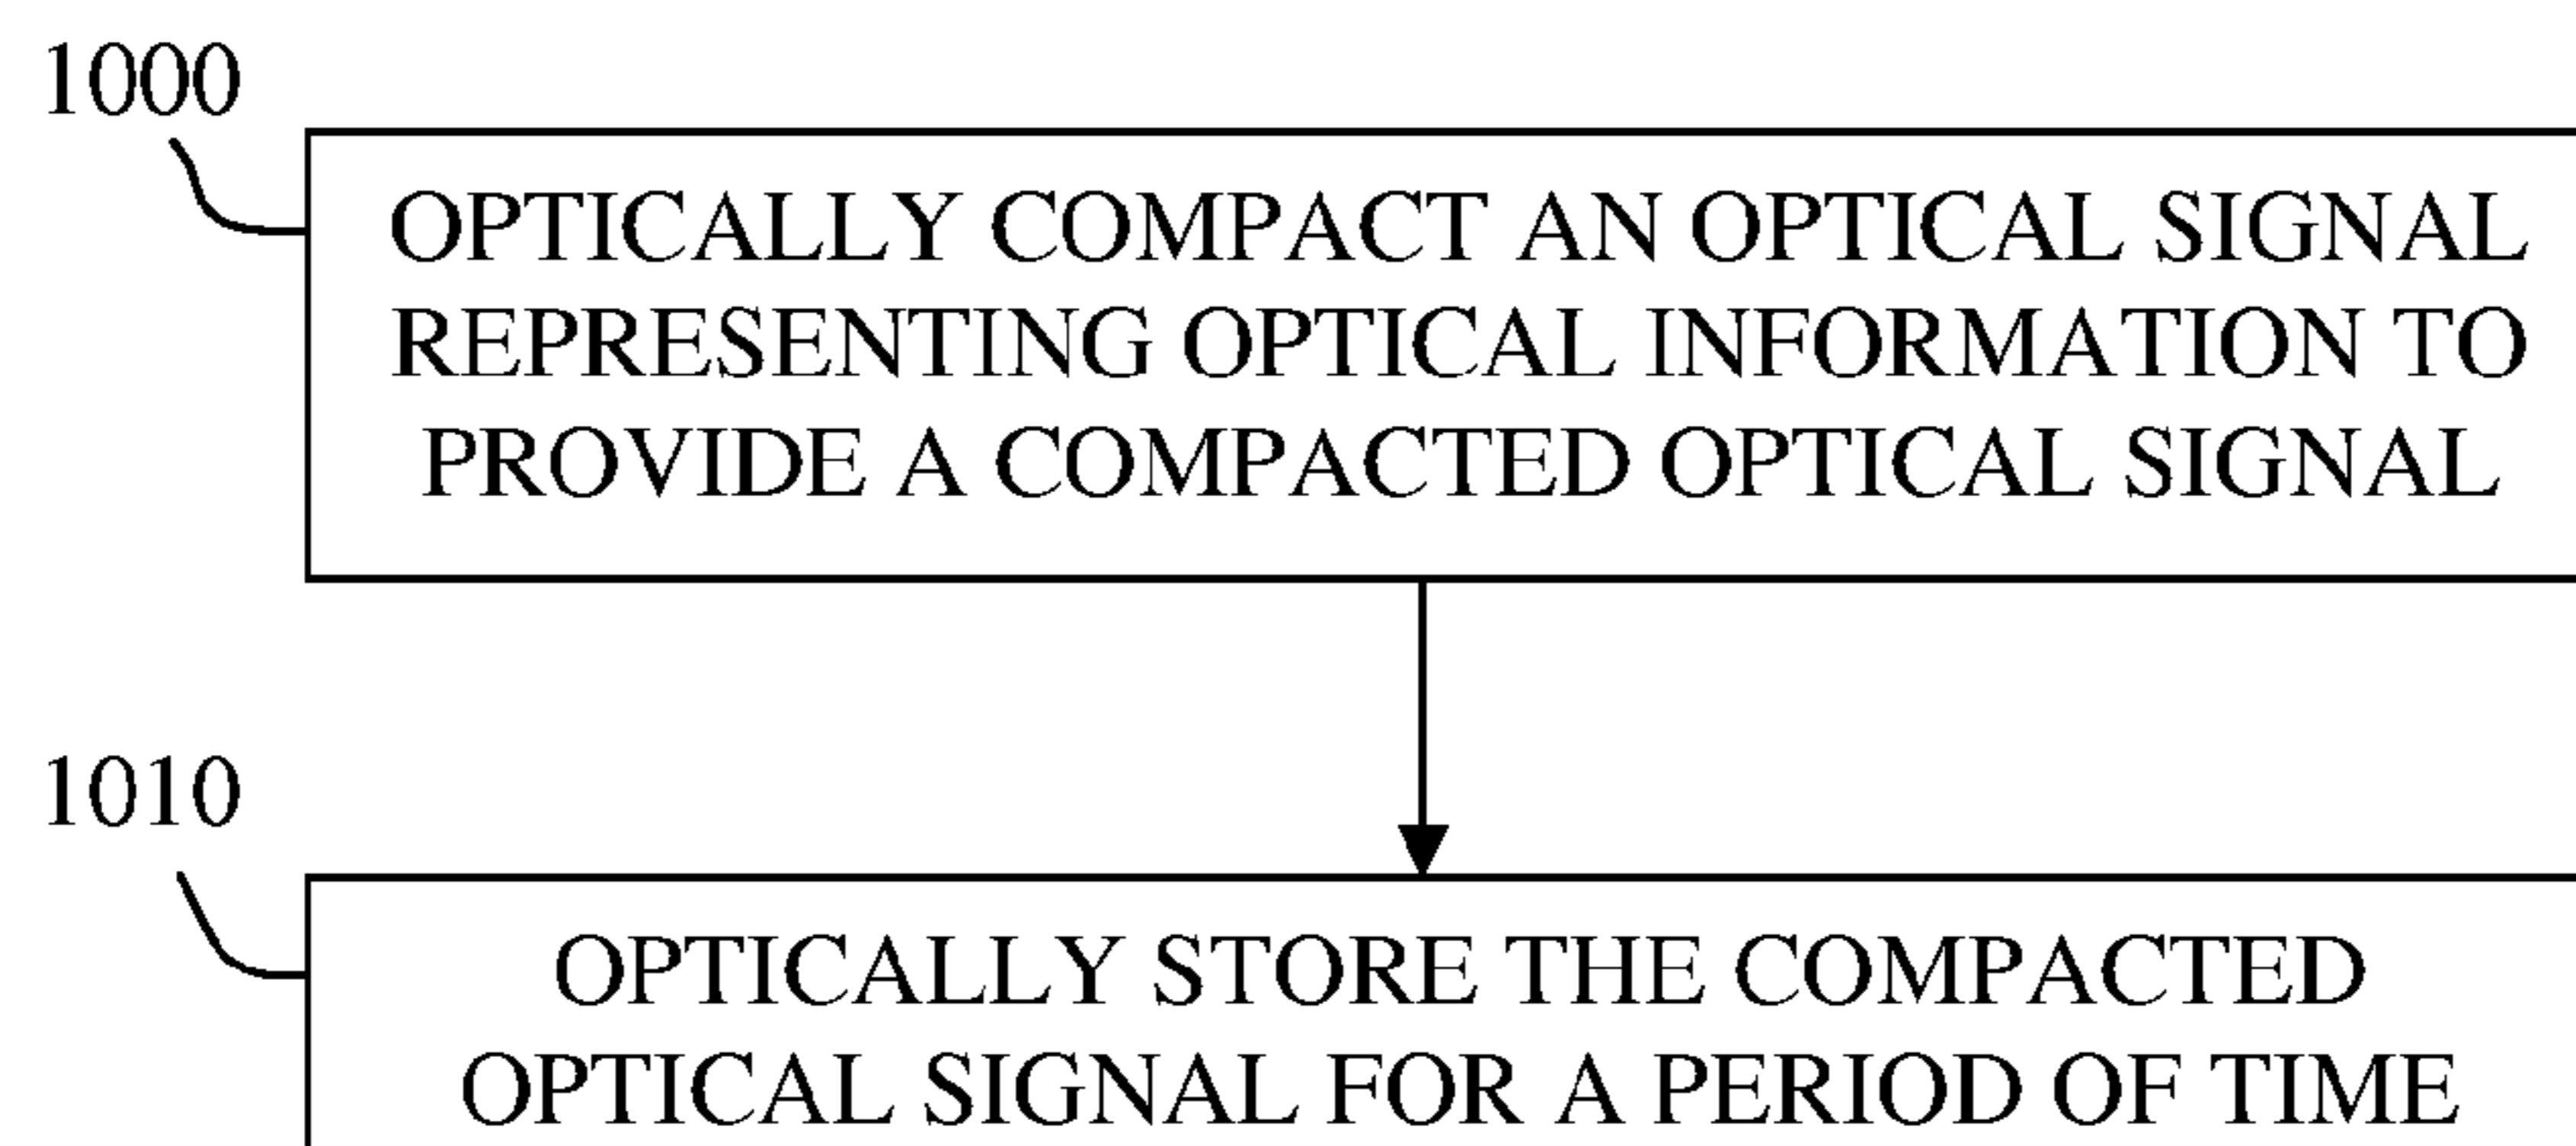 1000
OPTICALLY COMPACT AN OPTICAL SIGNAL
REPRESENTING OPTICAL INFORMATION TO
PROVIDE A COMPACTED OPTICAL SIGNAL
1010
OPTICALLY STORE THE COMPACTED
OPTICAL SIGNAL FOR A PERIOD OF TIME